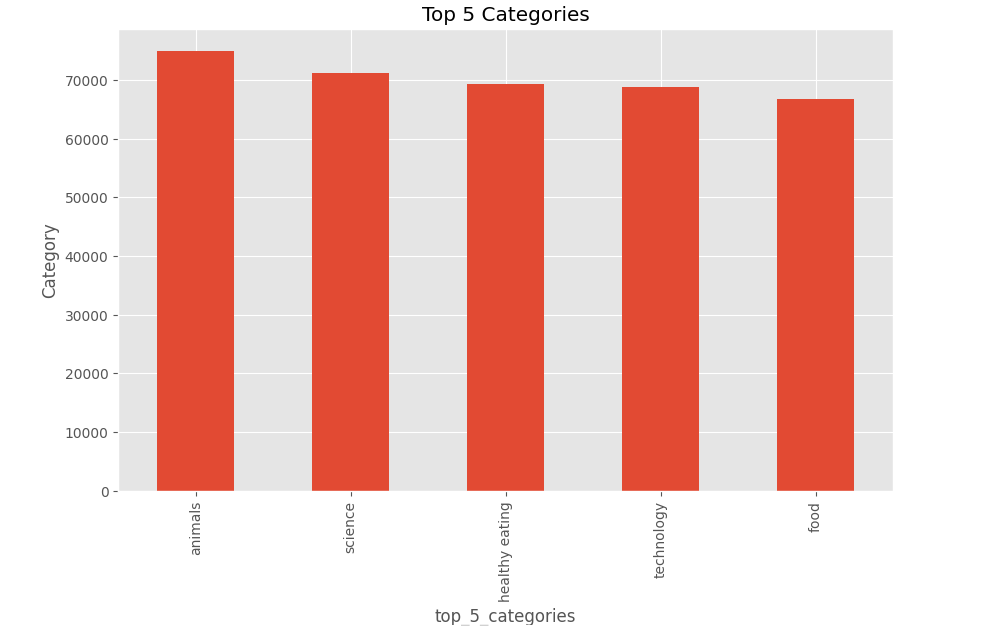 Top 5 Categories
70000
60000
50000
40000
30000
20000
10000
0
Category
animals
science
healthy eating
technology
food
top_5_categories